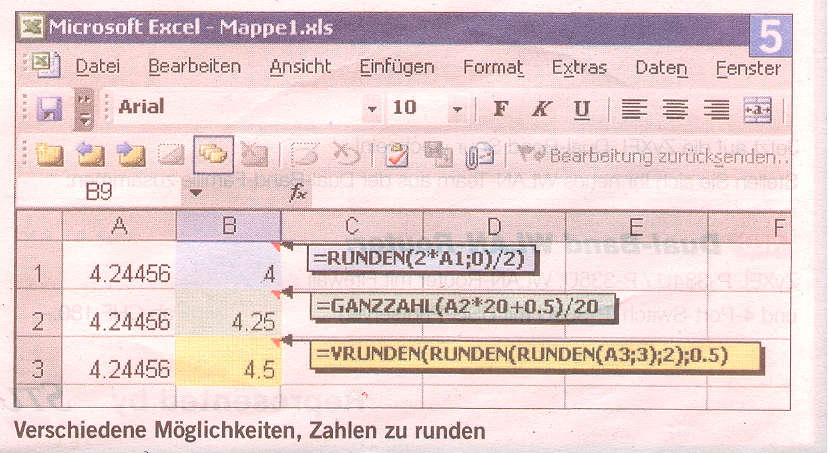 Microsoft Excel - Mappe1.xls
5
Datei Bearbeiten Ansicht Einfügen Format Extras Daten Fenster
Arial 10 F K U
Bearbeitung zurücksenden..
B9 fx
A B C D E F
=RUNDEN(2*A1;0)/2)
1 4.24456 4
=GANZZAHL(A2*20+0.5)/20
2 4.24456 4.25
=VRUNDEN(RUNDEN(RUNDEN(A3;3);2);0.5)
3 4.24456 4.5
Verschiedene Möglichkeiten, Zahlen zu runden